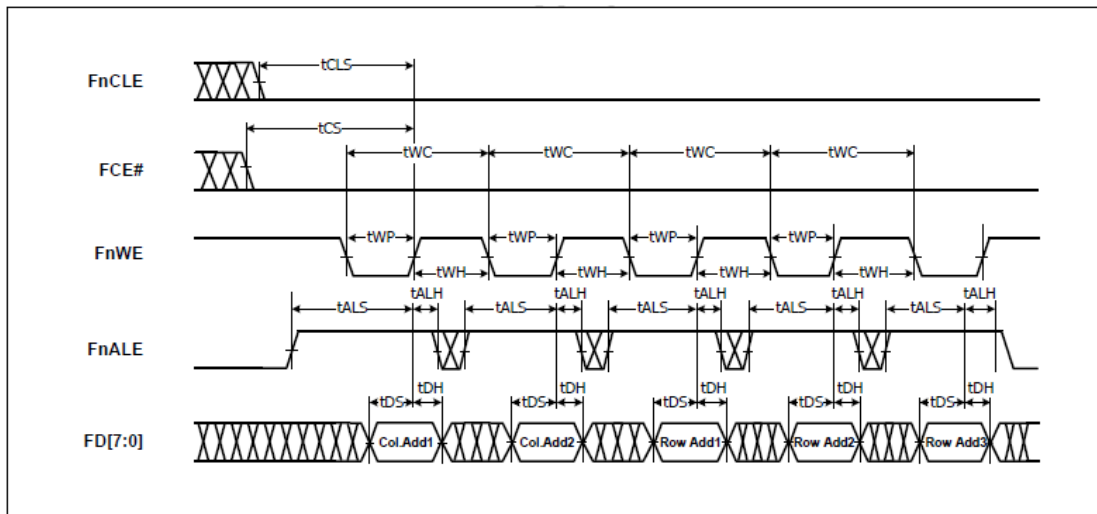 tCLS
FnCLE
tCS
tWC tWC tWC tWC
FCE#
tWP tWP tWP tWP
FnWE
tWH tWH tWH tWH
tALH tALH tALH tALH tALH
tALS tALS tALS tALS tALS
FnALE
tDH tDH tDH tDH tDH
tDS tDS tDS tDS tDS
FD[7:0] Col.Add1 Col.Add2 Row Add1 Row Add2 Row Add3